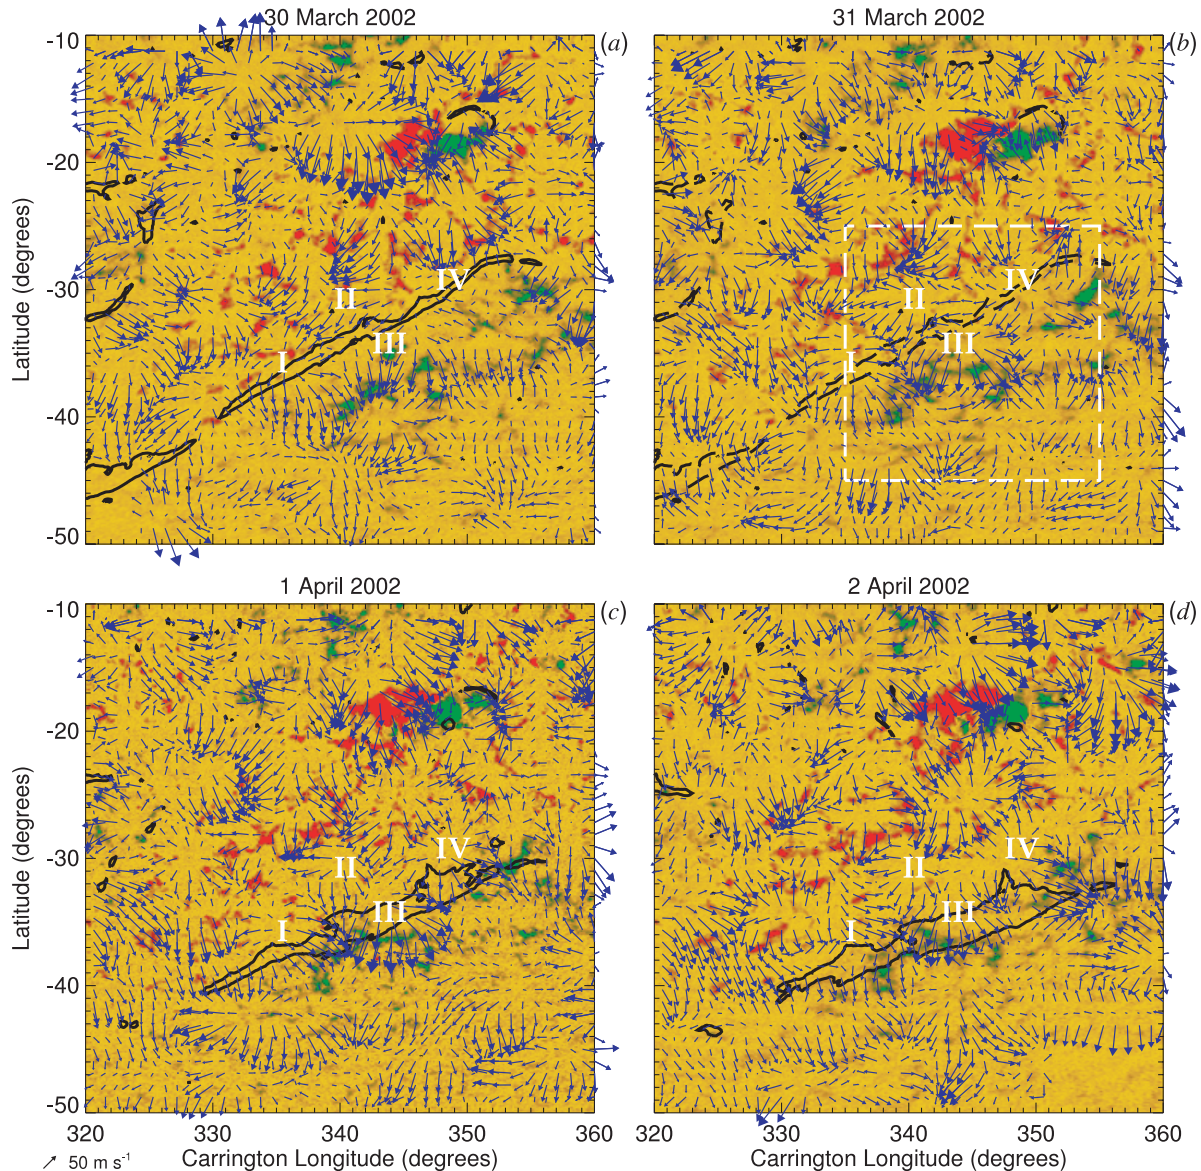 30 March 2002
31 March 2002
(a)
(b)
-10
-20
-30
-40
-50
Latitude (degrees)
I
II
III
IV
I
II
III
IV
1 April 2002
2 April 2002
(c)
(d)
-10
-20
-30
-40
-50
Latitude (degrees)
I
II
III
IV
I
II
III
IV
320 330 340 350 360
320 330 340 350 360
50 m s⁻¹
Carrington Longitude (degrees)
Carrington Longitude (degrees)